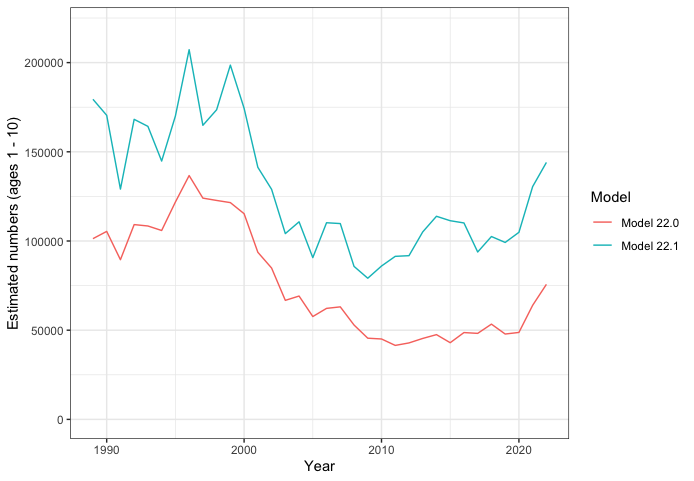 200000
150000
100000
50000
0
Estimated numbers (ages 1 - 10)
1990 2000 2010 2020
Year
Model
Model 22.0
Model 22.1